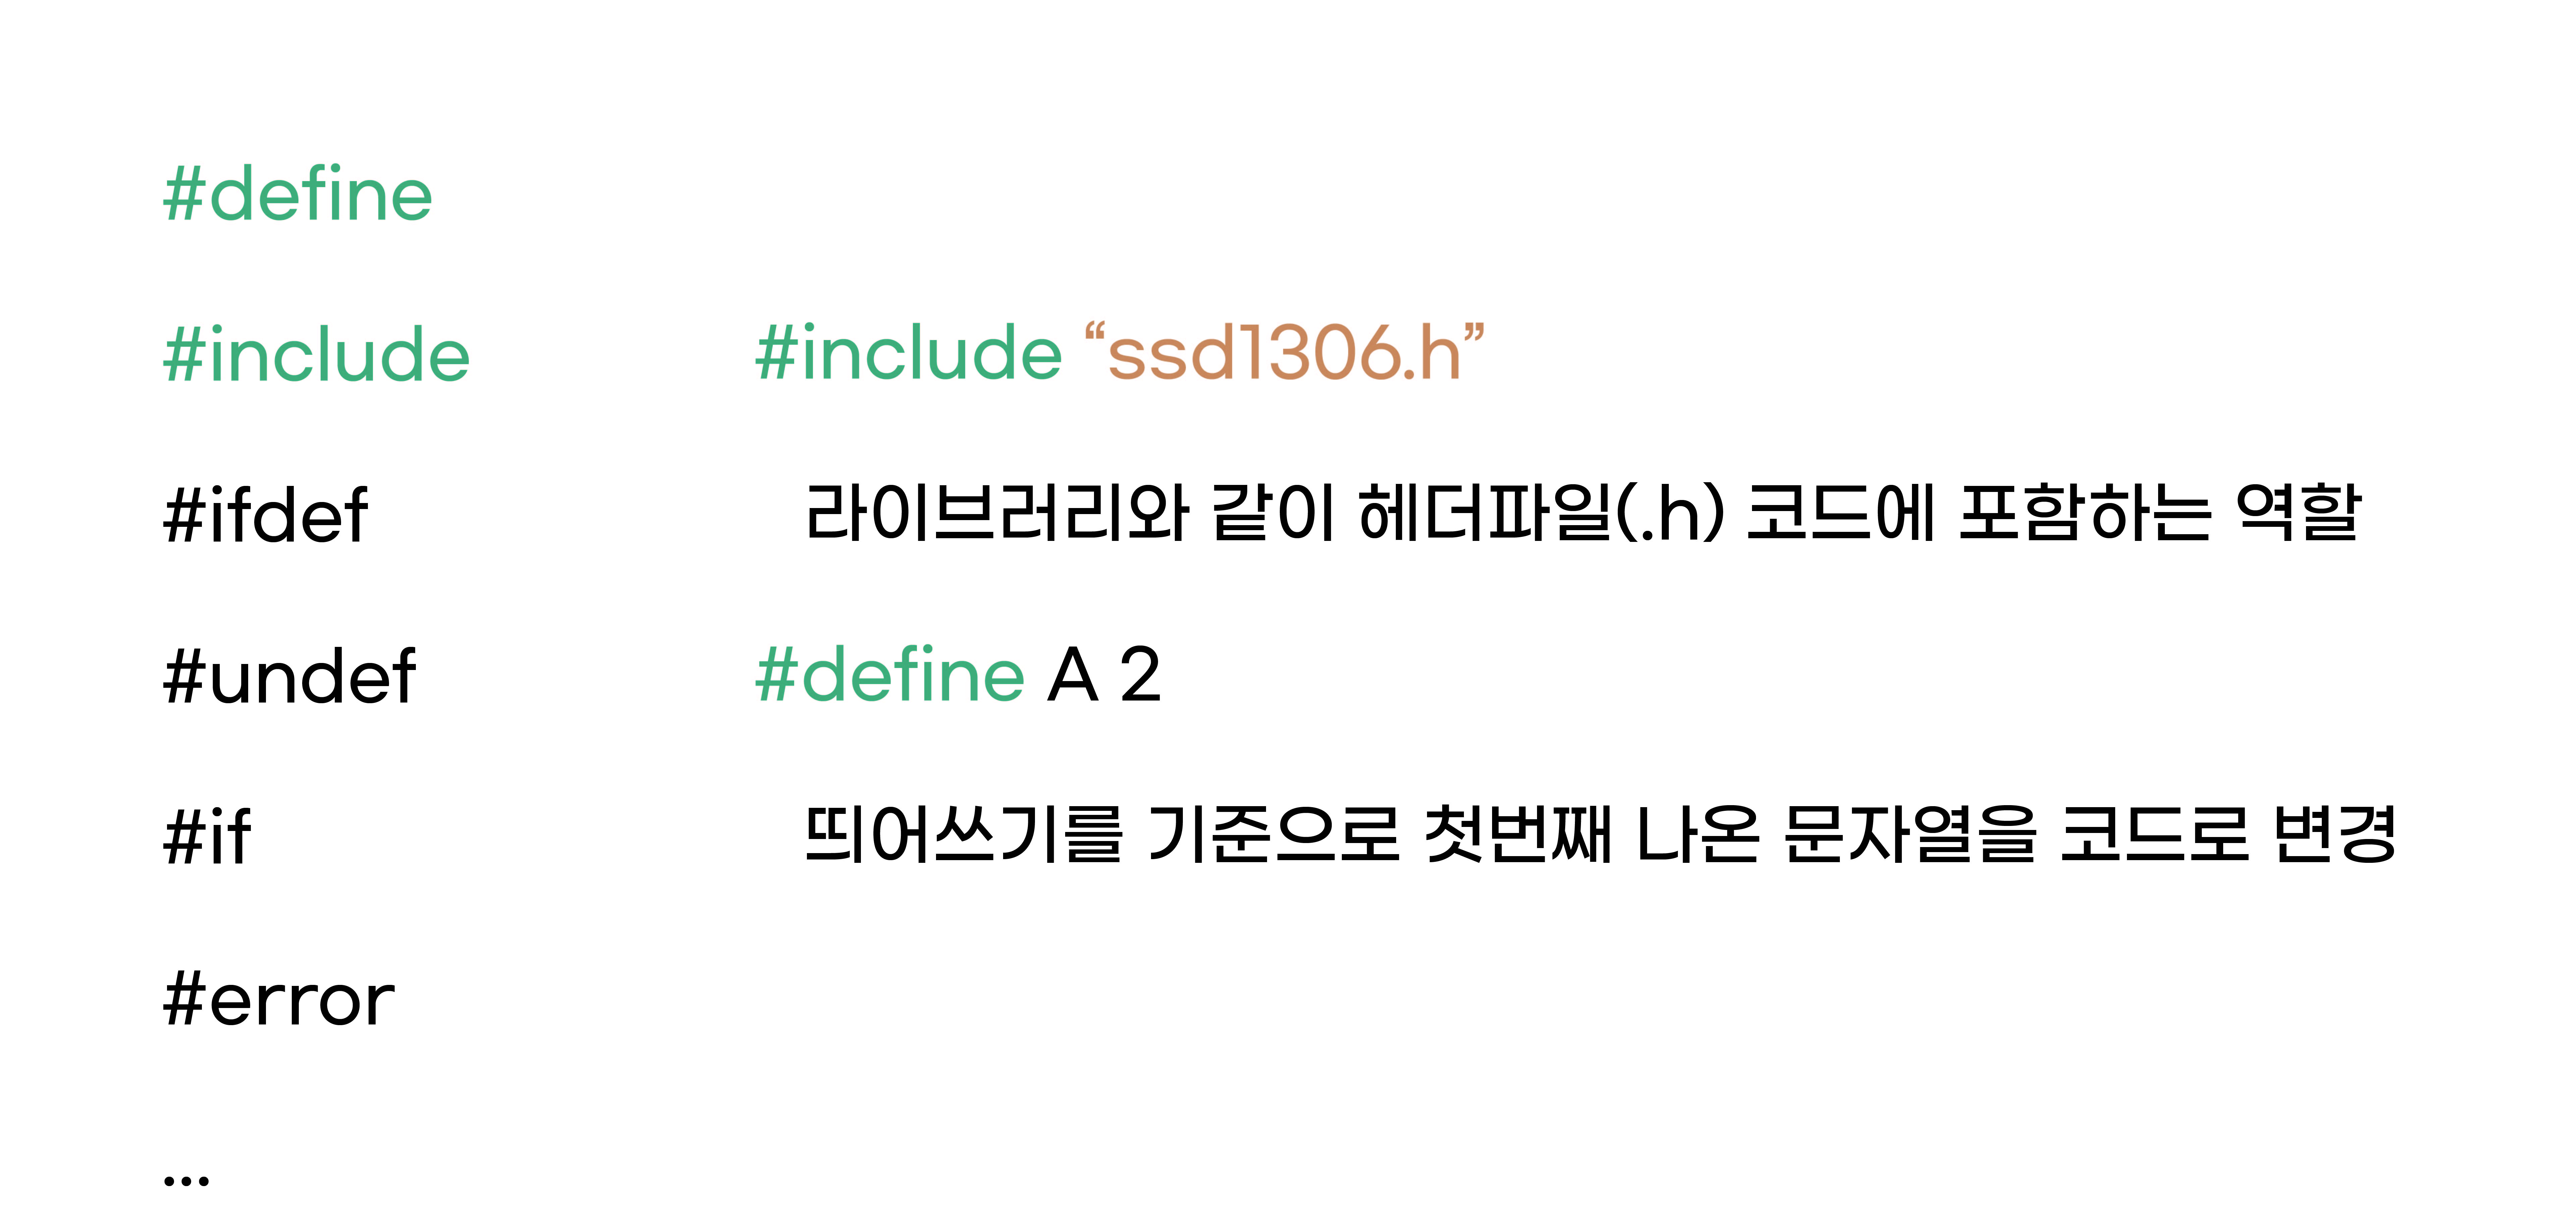 #define
#include
#ifdef
#undef
#if
#error
...
#include “ssd1306.h”
라이브러리와 같이 헤더파일(.h) 코드에 포함하는 역할
#define A 2
띄어쓰기를 기준으로 첫번째 나온 문자열을 코드로 변경